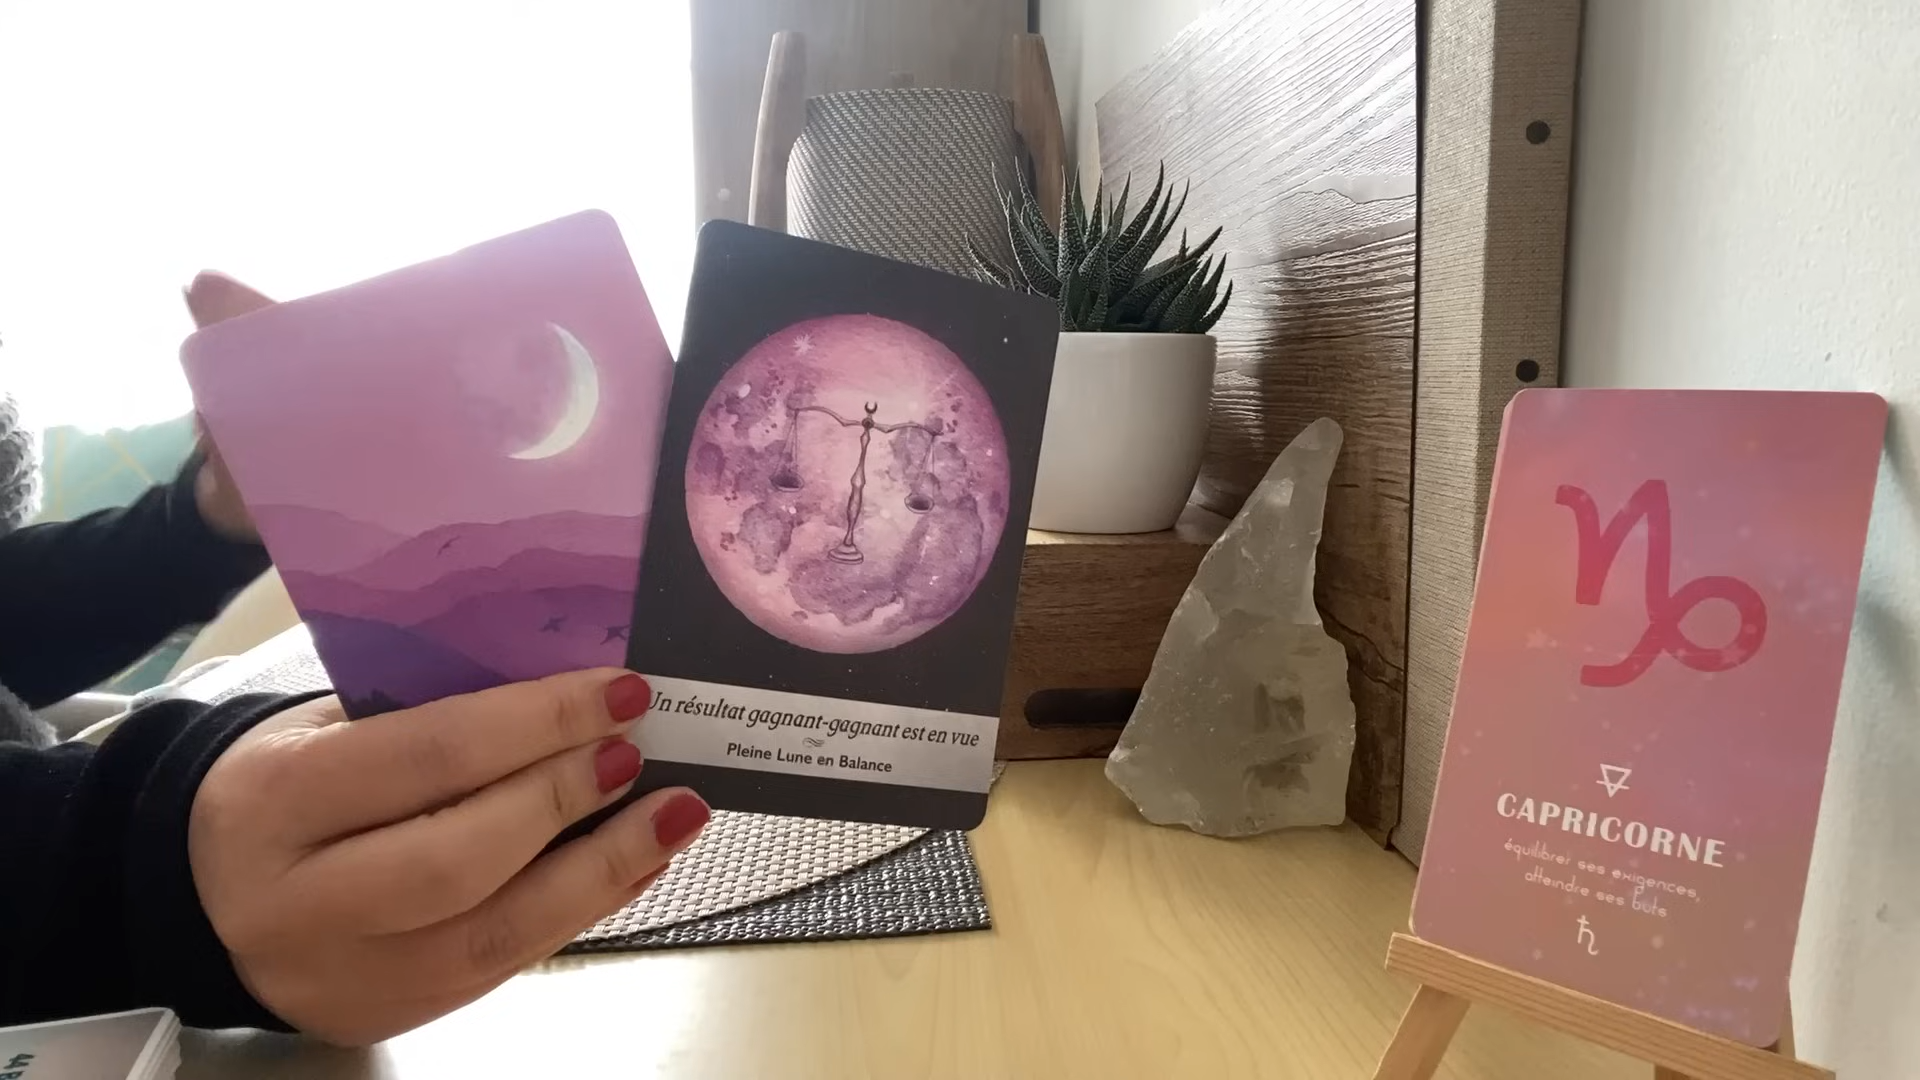 Un résultat gagnant-gagnant est en vue
Pleine Lune en Balance
CAPRICORNE
équilibrer ses exigences,
atteindre ses buts